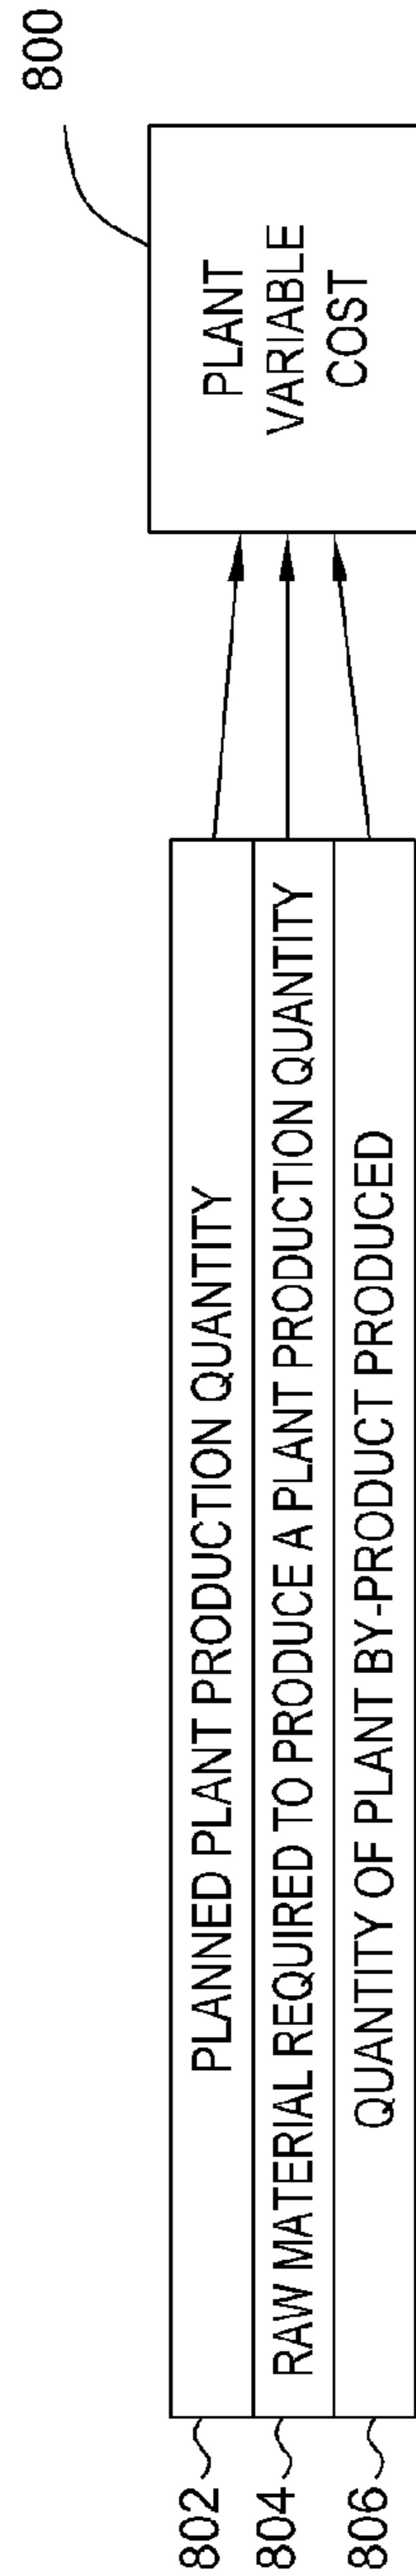 800
PLANT
VARIABLE
COST
802
PLANNED PLANT PRODUCTION QUANTITY
804
RAW MATERIAL REQUIRED TO PRODUCE A PLANT PRODUCTION QUANTITY
806
QUANTITY OF PLANT BY-PRODUCT PRODUCED